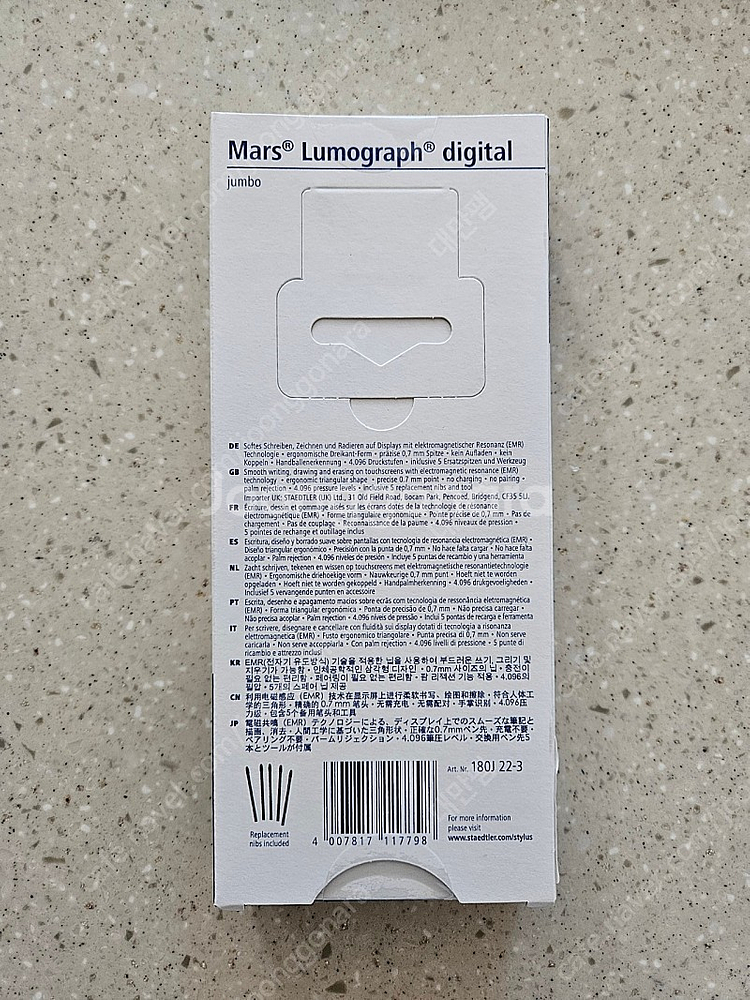 Mars® Lumograph® digital
jumbo
DE Softes Schreiben, Zeichnen und Radieren auf Displays mit elektromagnetischer Resonanz (EMR)
Technologie • ergonomische Dreikant-Form • präzise 0,7 mm Spitze • kein Aufladen • kein
Koppeln • Handballenerkennung • 4.096 Druckstufen • inklusive 5 Ersatzspitzen und Werkzeug
GB Smooth writing, drawing and erasing on touchscreens with electromagnetic resonance (EMR)
technology • ergonomic triangular shape • precise 0.7 mm point • no charging • no pairing •
palm rejection • 4.096 pressure levels • inclusive 5 replacement nibs and tool
Importer UK: STAEDTLER (UK) Ltd., 31 Old Field Road, Bocam Park, Pencoed, Bridgend, CF35 5LJ.
FR Écriture, dessin et gommage aisés sur les écrans dotés de la technologie de résonance
électromagnétique (EMR) • Forme triangulaire ergonomique • Pointe précise de 0,7 mm • Pas de
chargement • Pas de couplage • Reconnaissance de la paume • 4.096 niveaux de pression •
5 pointes de rechange et outillage inclus
ES Escritura, diseño y borrado suave sobre pantallas con tecnología de resonancia electromagnética (EMR) •
Diseño triangular ergonómico • Precisión con la punta de 0,7 mm • No hace falta cargar • No hace falta
acoplar • Palm rejection • 4.096 niveles de presión • Incluye 5 puntas de recambio y una herramienta
NL Zacht schrijven, tekenen en wissen op touchscreens met elektromagnetische resonantietechnologie
(EMR) • Ergonomische driehoekige vorm • Nauwkeurige 0,7 mm punt • Hoeft niet te worden
opgeladen • Hoeft niet te worden gekoppeld • Handpalmherkenning • 4.096 drukgevoeligheden •
Inclusief 5 vervangende punten en accessoire
PT Escrita, desenho e apagamento macios sobre ecrãs com tecnologia de ressonância eletromagnética
(EMR) • Forma triangular ergonómica • Ponta de precisão de 0,7 mm • Não precisa carregar •
Não precisa acoplar • Palm rejection • 4.096 níveis de pressão • Inclui 5 pontas de recarga e ferramenta
IT Per scrivere, disegnare e cancellare con fluidità sui display dotati di tecnologia a risonanza
elettromagnetica (EMR) • Fusto ergonomico triangolare • Punta precisa di 0,7 mm • Non serve
caricarla • Non serve accoppiarla • Con palm rejection • 4.096 livelli di pressione • 5 punte di
ricambio e attrezzo inclusi
KR EMR(전자기 유도방식) 기술을 적용한 닙을 사용하여 부드러운 쓰기, 그리기 및
지우기가 가능함 • 인체공학적인 삼각형 디자인 • 0.7mm 사이즈의 닙 • 충전이
필요 없는 편리함 • 페어링이 필요 없는 편리함 • 팜 리젝션 기능 적용 • 4.096의
필압 • 5개의 스페어 닙 제공
CN 利用电磁感应（EMR）技术在显示屏上进行柔软书写、绘图和擦除・符合人体工
学的三角形・精确的 0.7 mm 笔头・无需充电・无需配对・手掌识别・4.096压
力级・包含5个备用笔头和工具
JP 電磁共鳴（EMR）テクノロジーによる、ディスプレイ上でのスムーズな筆記と
描画、消去・人間工学に基づいた三角形状・正確な0.7mmペン先・充電不要・
ペアリング不要・パームリジェクション・4.096筆圧レベル・交換用ペン先5
本とツールが付属
Replacement
nibs included
4 007817 117798
Art. Nr. 180J 22-3
For more information
please visit
www.staedtler.com/stylus